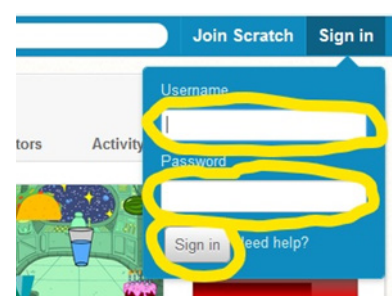 Join Scratch Sign in
Username
tors Activity
Password
Sign in Need help?